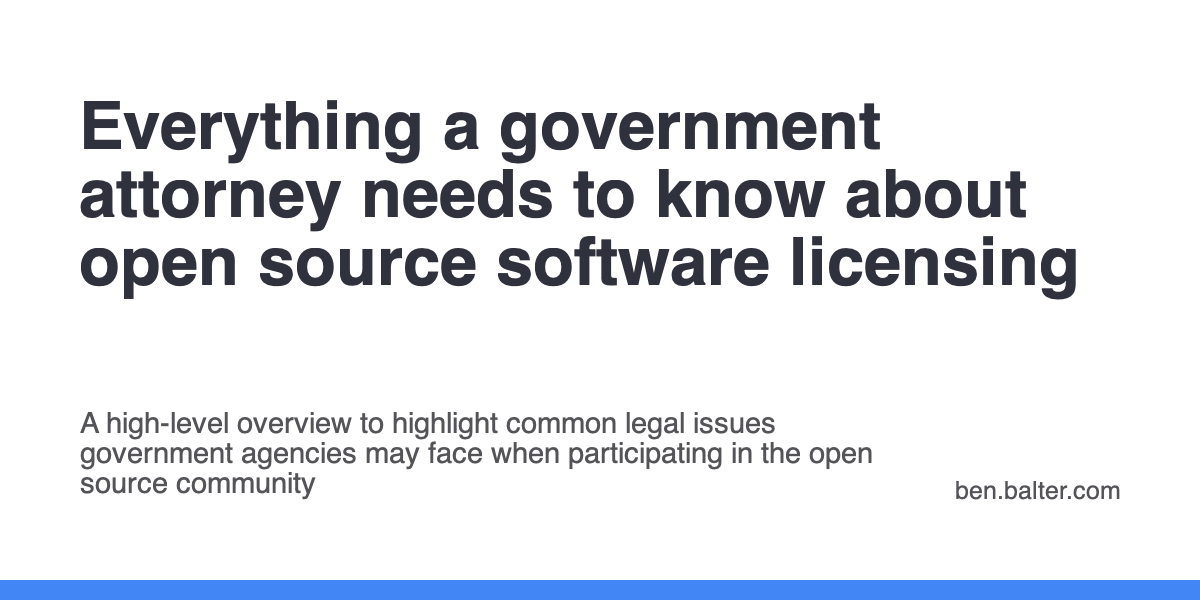 Everything a government
attorney needs to know about
open source software licensing
A high-level overview to highlight common legal issues
government agencies may face when participating in the open
source community
ben.balter.com